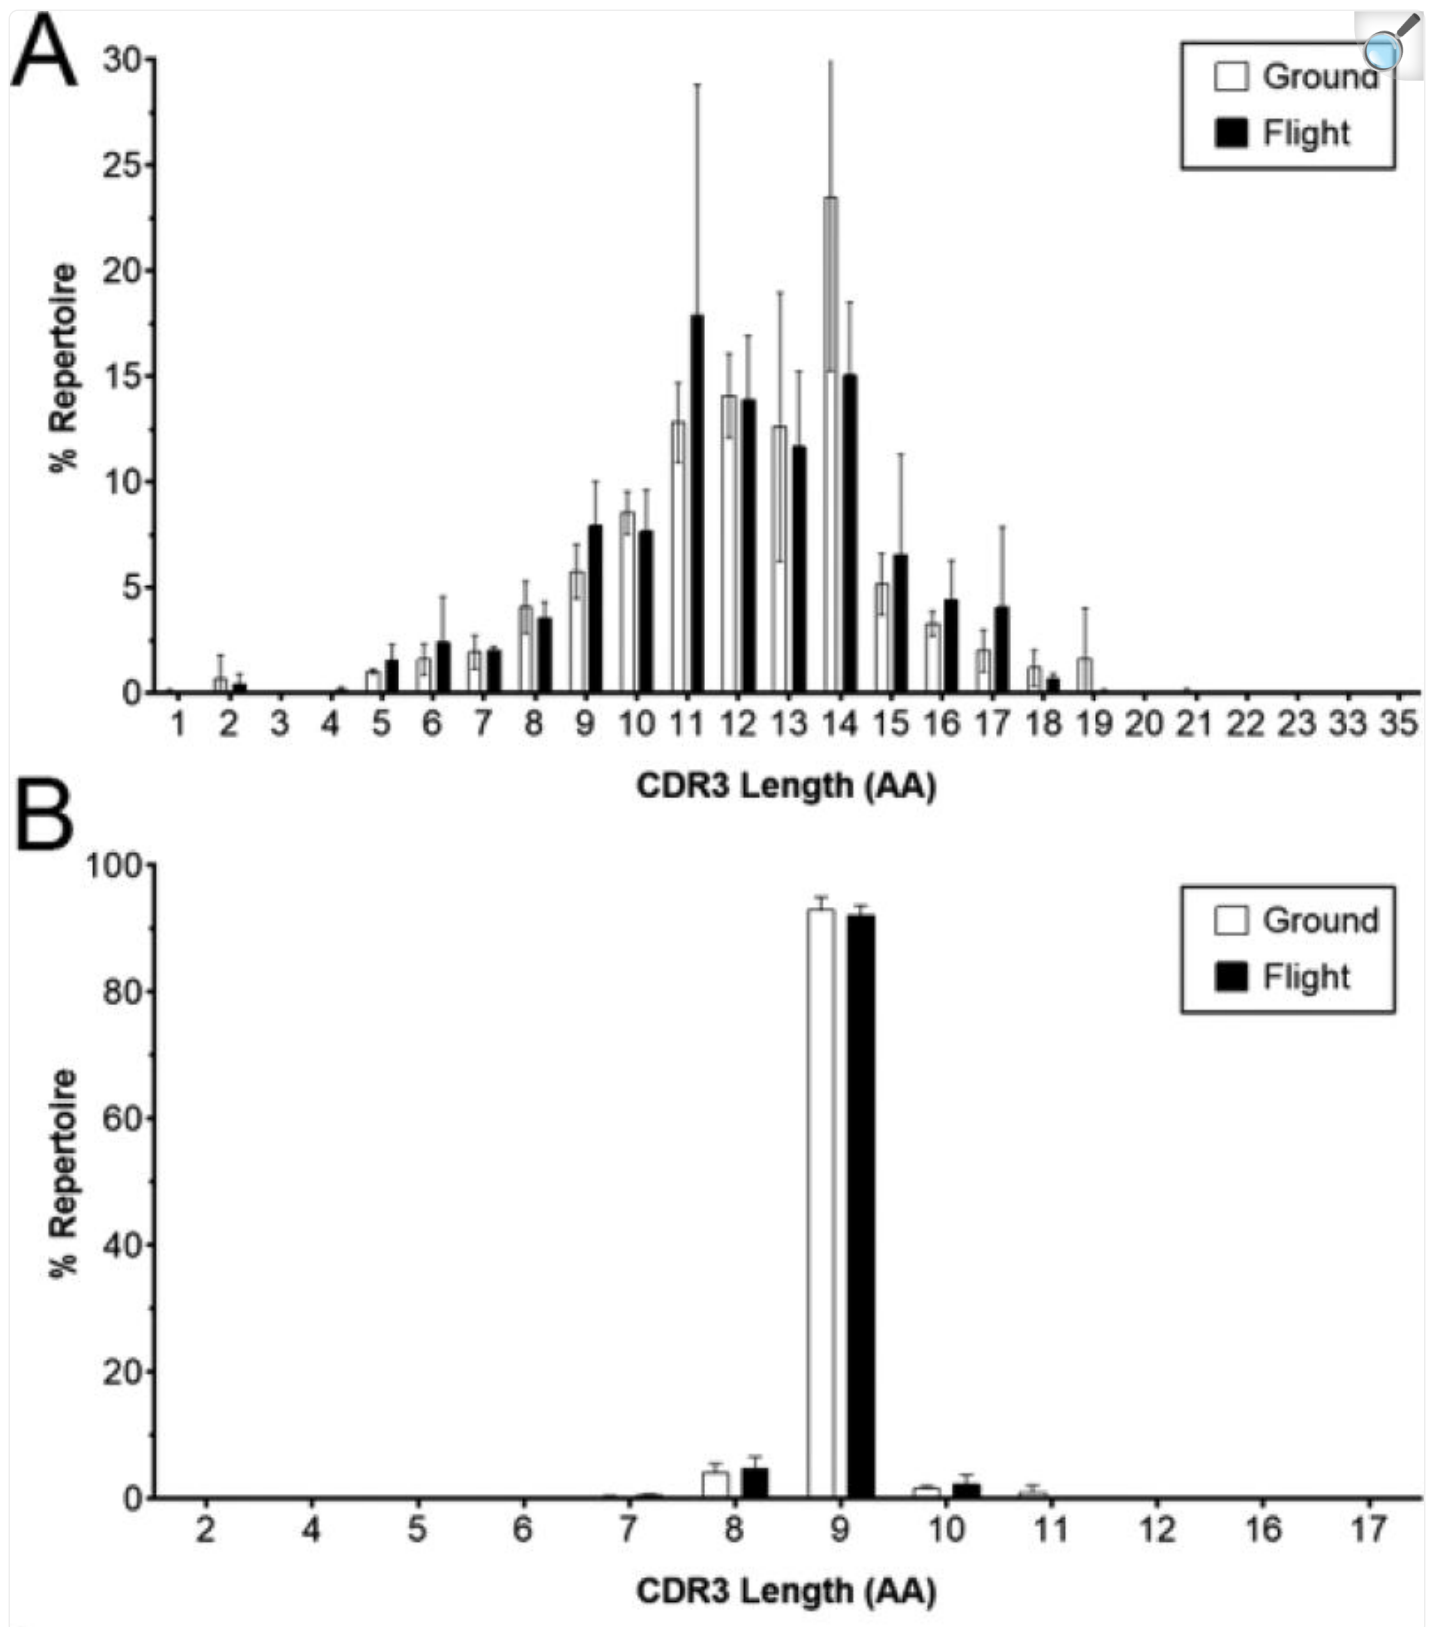 A
30
25
20
15
10
5
0
% Repertoire
Ground
Flight
1 2 3 4 5 6 7 8 9 10 11 12 13 14 15 16 17 18 19 20 21 22 23 33 35
CDR3 Length (AA)
B
100
80
60
40
20
0
% Repertoire
Ground
Flight
2 4 5 6 7 8 9 10 11 12 16 17
CDR3 Length (AA)